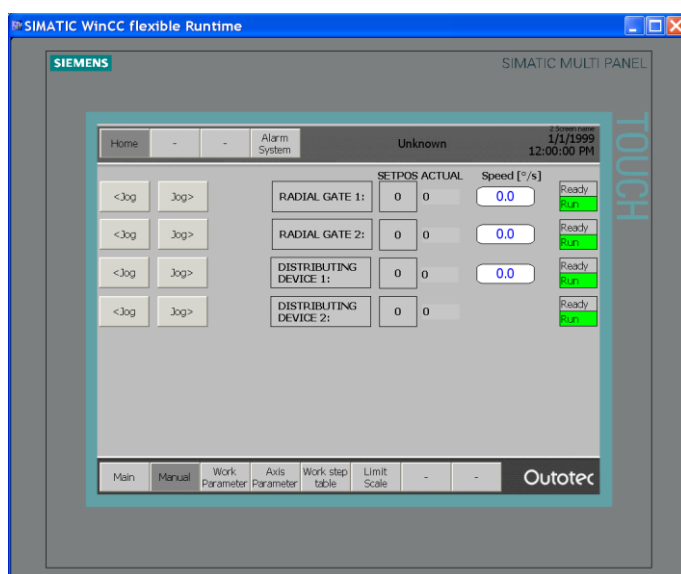 SIMATIC WinCC flexible Runtime
SIEMENS
SIMATIC MULTI PANEL
TOUCH
Home
-
-
Alarm
System
Unknown
2.Screen name
1/1/1999
12:00:00 PM
SETPOS ACTUAL Speed [°/s]
<Jog Jog> RADIAL GATE 1: 0 0 0.0 Ready
Run
<Jog Jog> RADIAL GATE 2: 0 0 0.0 Ready
Run
<Jog Jog> DISTRIBUTING
DEVICE 1: 0 0 0.0 Ready
Run
<Jog Jog> DISTRIBUTING
DEVICE 2: 0 0 Ready
Run
Main
Manual
Work
Parameter
Axis
Parameter
Work step
table
Limit
Scale
-
-
Outotec